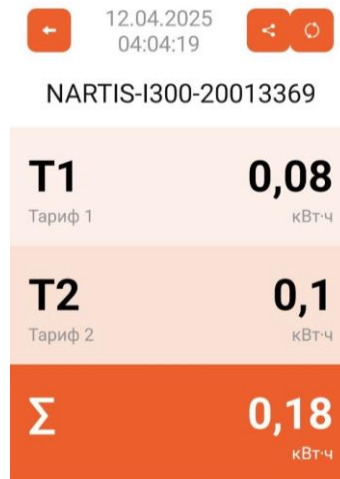 12.04.2025
04:04:19
NARTIS-I300-20013369
T1 0,08
Тариф 1 кВт·ч
T2 0,1
Тариф 2 кВт·ч
Σ 0,18
кВт·ч